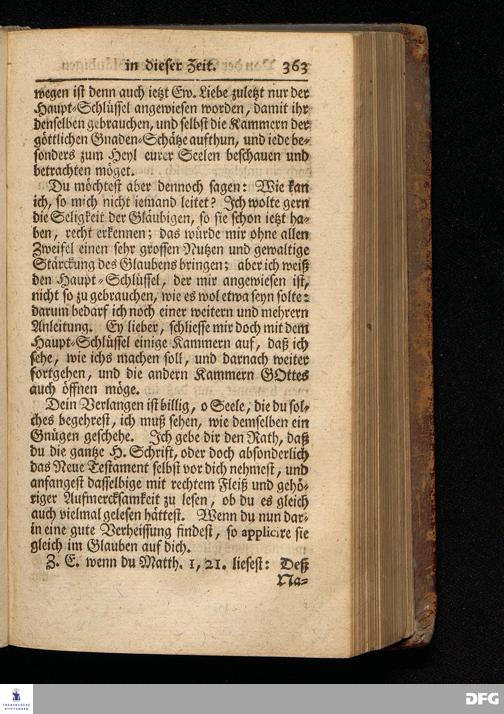 in dieser Zeit. 363
wegen ist denn auch ietzt Ew. Liebe zuletzt nur der
Haupt-Schlüssel angewiesen worden, damit ihr
denselben gebrauchen, und selbst die Kammern der
göttlichen Gnaden-Schätze aufthun, und iede be-
sonders zum Heyl eurer Seelen beschauen und
betrachten möget.
Du möchtest aber dennoch sagen: Wie kan
ich, so mich nicht iemand leitet? Ich wolte gern
die Seligkeit der Gläubigen, so sie schon ietzt ha-
ben, recht erkennen; das würde mir ohne allen
Zweifel einen sehr grossen Nutzen und gewaltige
Stärckung des Glaubens bringen; aber ich weiß
den Haupt-Schlüssel, der mir angewiesen ist,
nicht so zu gebrauchen, wie es wol etwa seyn solte:
darum bedarf ich noch einer weitern und mehrern
Anleitung. Ey lieber, schliesse mir doch mit dem
Haupt-Schlüssel einige Kammern auf, daß ich
sehe, wie ichs machen soll, und darnach weiter
fortgehen, und die andern Kammern GOttes
auch öffnen möge.
Dein Verlangen ist billig, o Seele, die du sol-
ches begehrest, ich muß sehen, wie demselben ein
Gnügen geschehe. Ich gebe dir den Rath, daß
du die gantze H. Schrift, oder doch absonderlich
das Neue Testament selbst vor dich nehmest, und
anfangest dasselbige mit rechtem Fleiß und gehö-
riger Aufmercksamkeit zu lesen, ob du es gleich
auch vielmal gelesen hättest. Wenn du nun dar-
in eine gute Verheissung findest, so applicire sie
gleich im Glauben auf dich.
Z. E. wenn du Matth. 1, 21. liesest: Deß
Na-
FRANCKESCHE
STIFTUNGEN
DFG